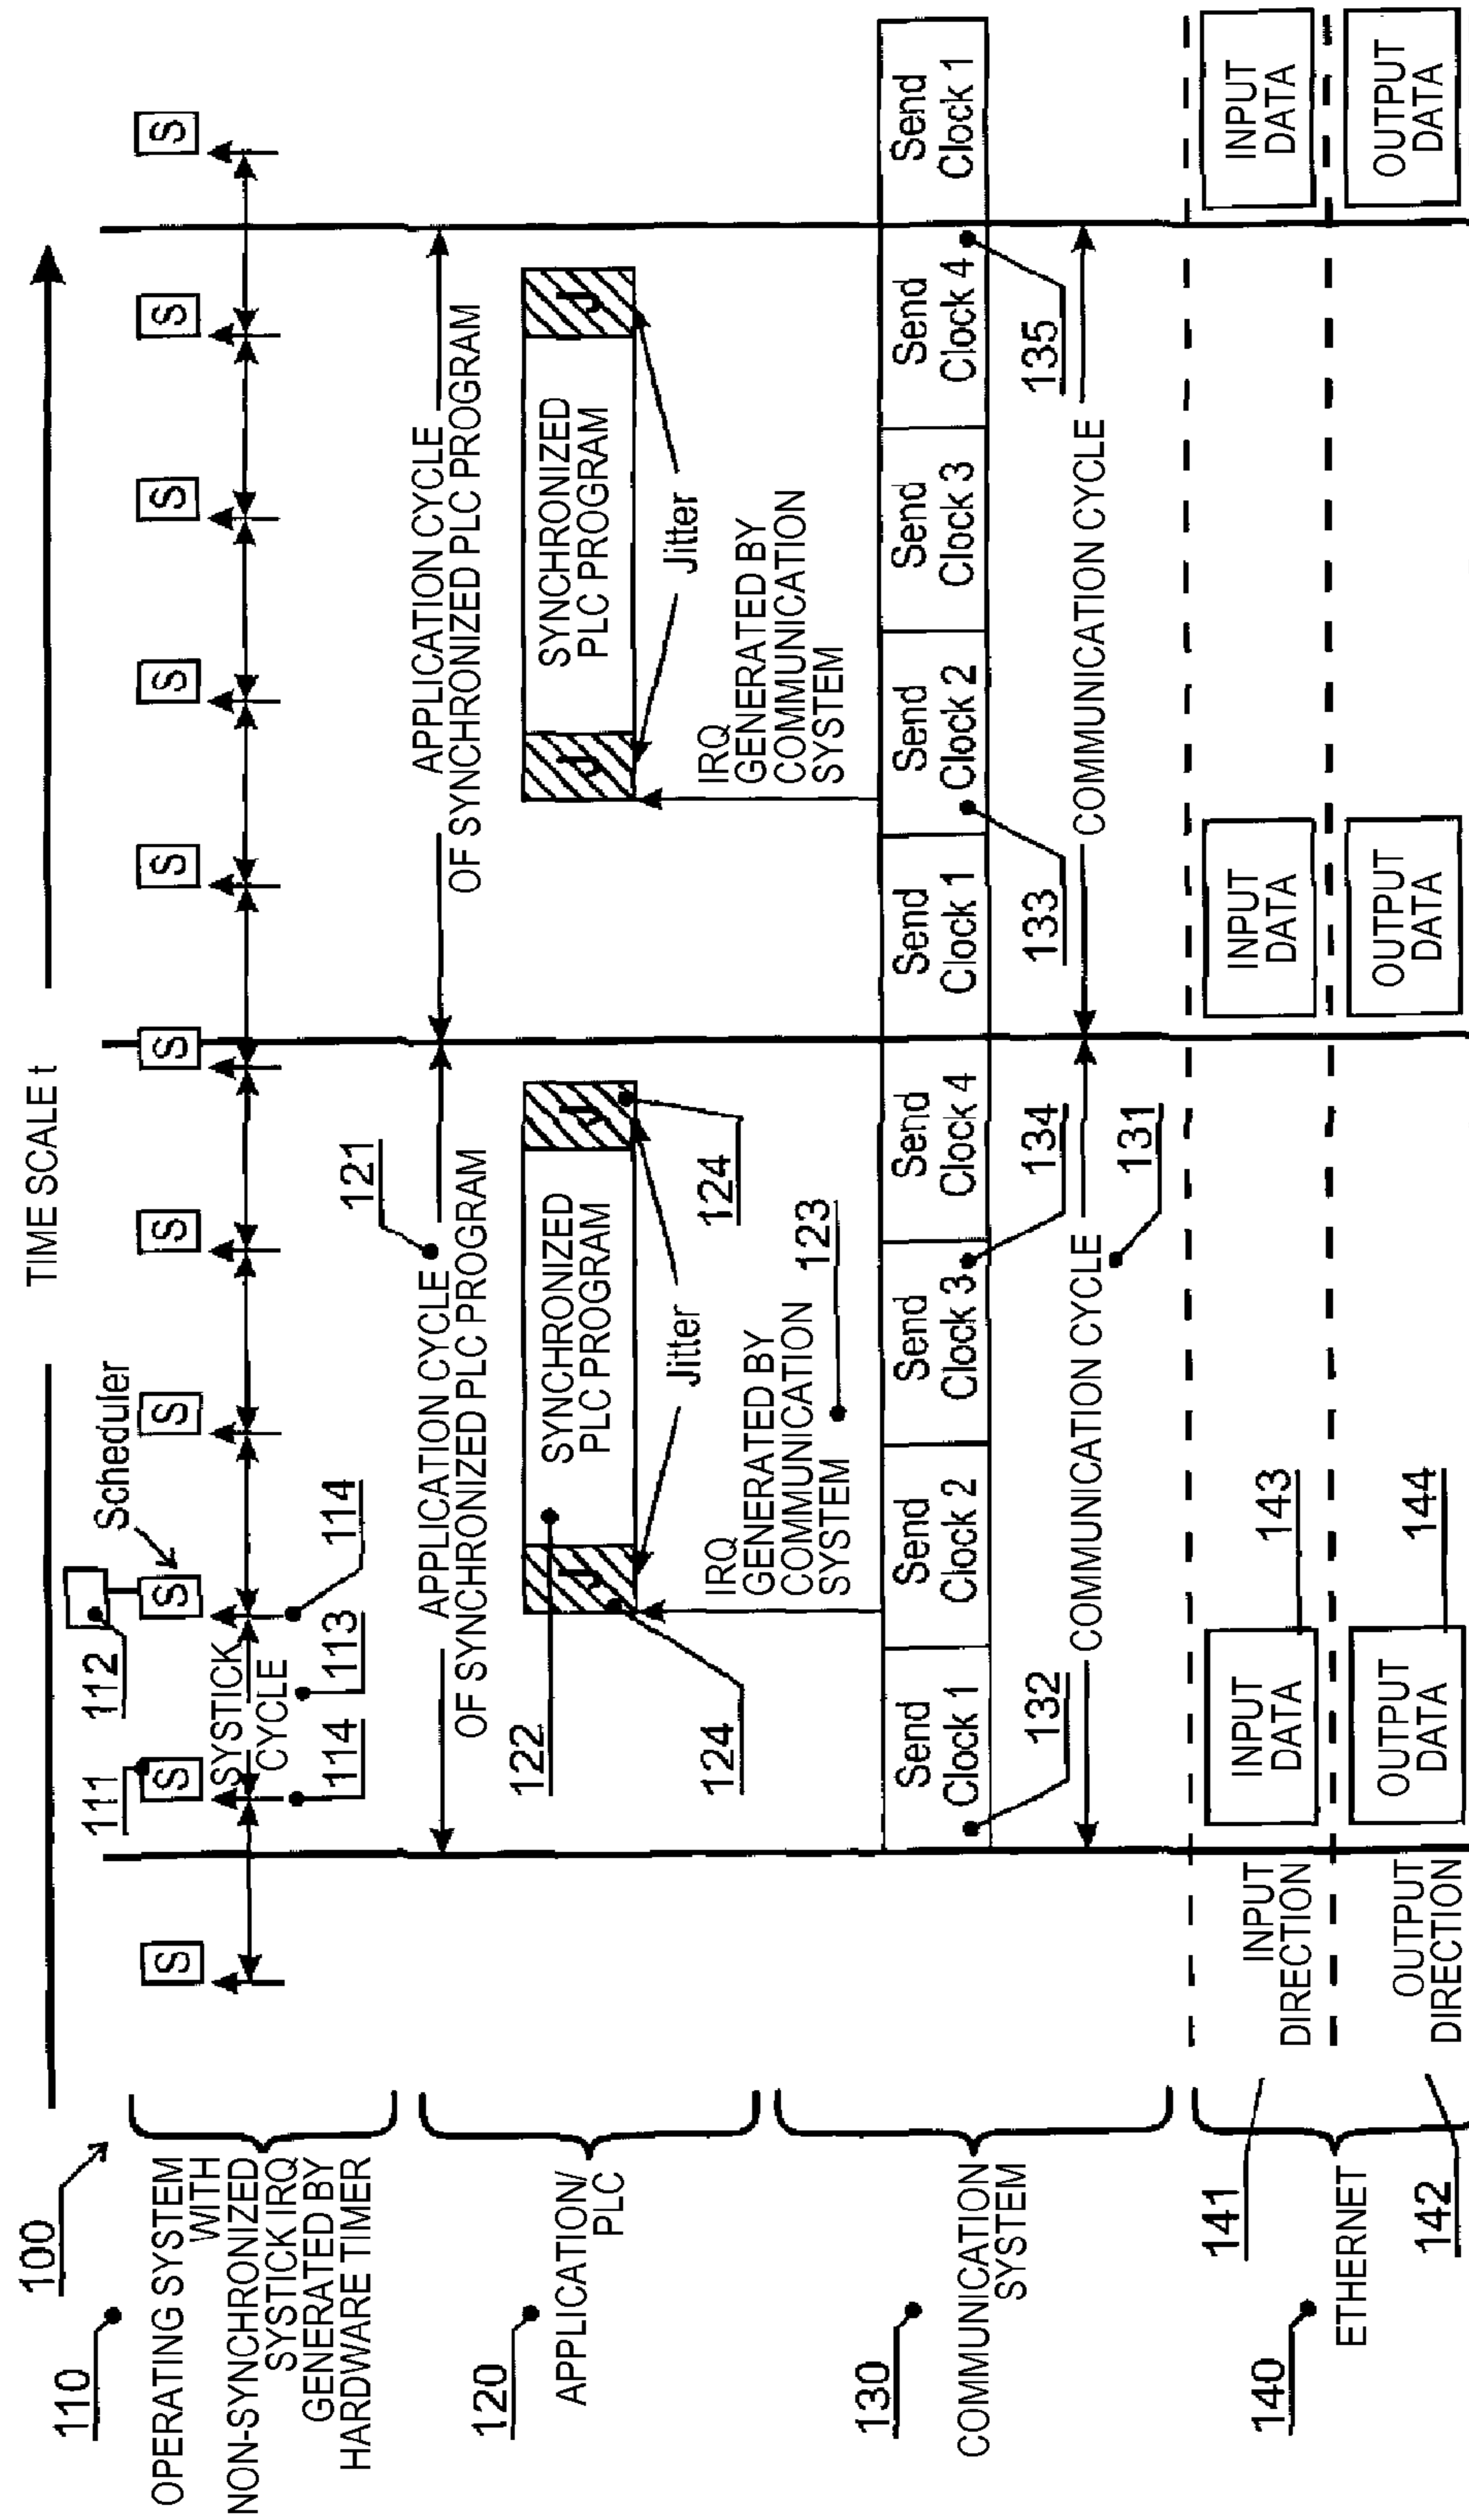 TIME SCALE t
100
110
OPERATING SYSTEM
WITH
NON-SYNCHRONIZED
SYSTICK IRQ
GENERATED BY
HARDWARE TIMER
111
112
Scheduler
S
S
S
S
S
S
S
S
S
S
S
SYSTICK
CYCLE
114
113
114
121
120
APPLICATION/
PLC
APPLICATION CYCLE
OF SYNCHRONIZED PLC PROGRAM
APPLICATION CYCLE
OF SYNCHRONIZED PLC PROGRAM
122
J
SYNCHRONIZED
PLC PROGRAM
J
J
SYNCHRONIZED
PLC PROGRAM
J
124
Jitter
124
Jitter
IRQ
GENERATED BY
COMMUNICATION
SYSTEM
123
IRQ
GENERATED BY
COMMUNICATION
SYSTEM
130
COMMUNICATION
SYSTEM
Send
Clock 1
Send
Clock 2
Send
Clock 3
Send
Clock 4
Send
Clock 1
Send
Clock 2
Send
Clock 3
Send
Clock 4
Send
Clock 1
132
134
133
135
COMMUNICATION CYCLE
131
COMMUNICATION CYCLE
140
ETHERNET
141
INPUT
DIRECTION
INPUT
DATA
143
INPUT
DATA
INPUT
DATA
142
OUTPUT
DIRECTION
OUTPUT
DATA
144
OUTPUT
DATA
OUTPUT
DATA